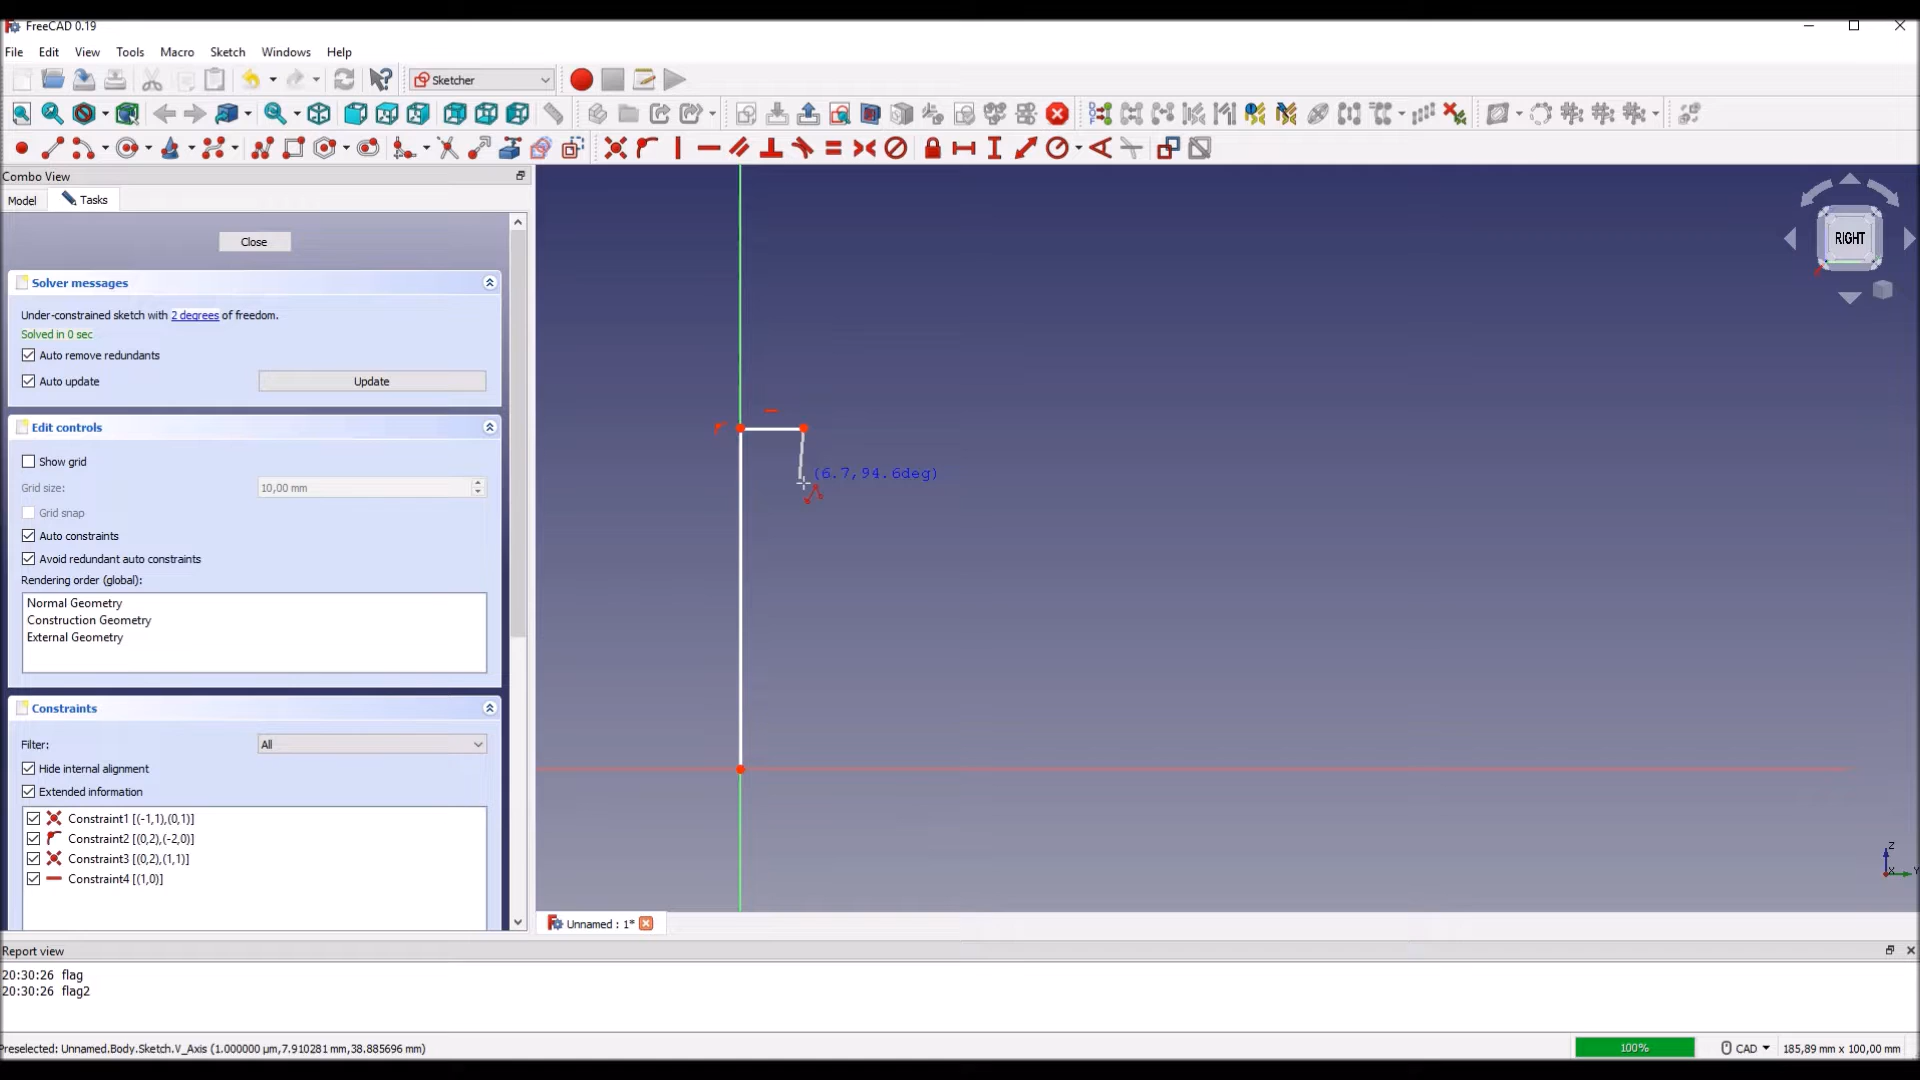 FreeCAD 0.19
File Edit View Tools Macro Sketch Windows Help
Sketcher
Combo View
Model Tasks
Close
Solver messages
Under-constrained sketch with 2 degrees of freedom.
Solved in 0 sec
Auto remove redundants
Auto update Update
Edit controls
Show grid
Grid size: 10,00 mm
Grid snap
Auto constraints
Avoid redundant auto constraints
Rendering order (global):
Normal Geometry
Construction Geometry
External Geometry
Constraints
Filter: All
Hide internal alignment
Extended information
Constraint1 [(-1,1),(0,1)]
Constraint2 [(0,2),(-2,0)]
Constraint3 [(0,2),(1,1)]
Constraint4 [(1,0)]
(6.7,94.6deg)
RIGHT
Z
X
Y
Unnamed : 1*
Report view
20:30:26 flag
20:30:26 flag2
Preselected: Unnamed.Body.Sketch.V_Axis (1.000000 µm,7.910281 mm,38.885696 mm)
100%
CAD
185,89 mm x 100,00 mm